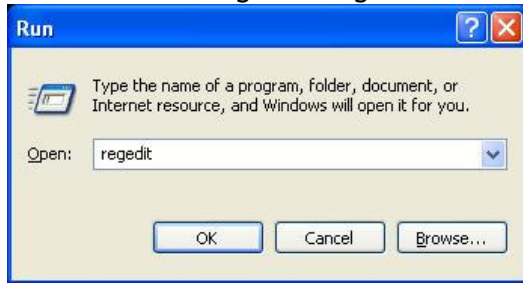 Run
Type the name of a program, folder, document, or
Internet resource, and Windows will open it for you.
Open: regedit
OK Cancel Browse...